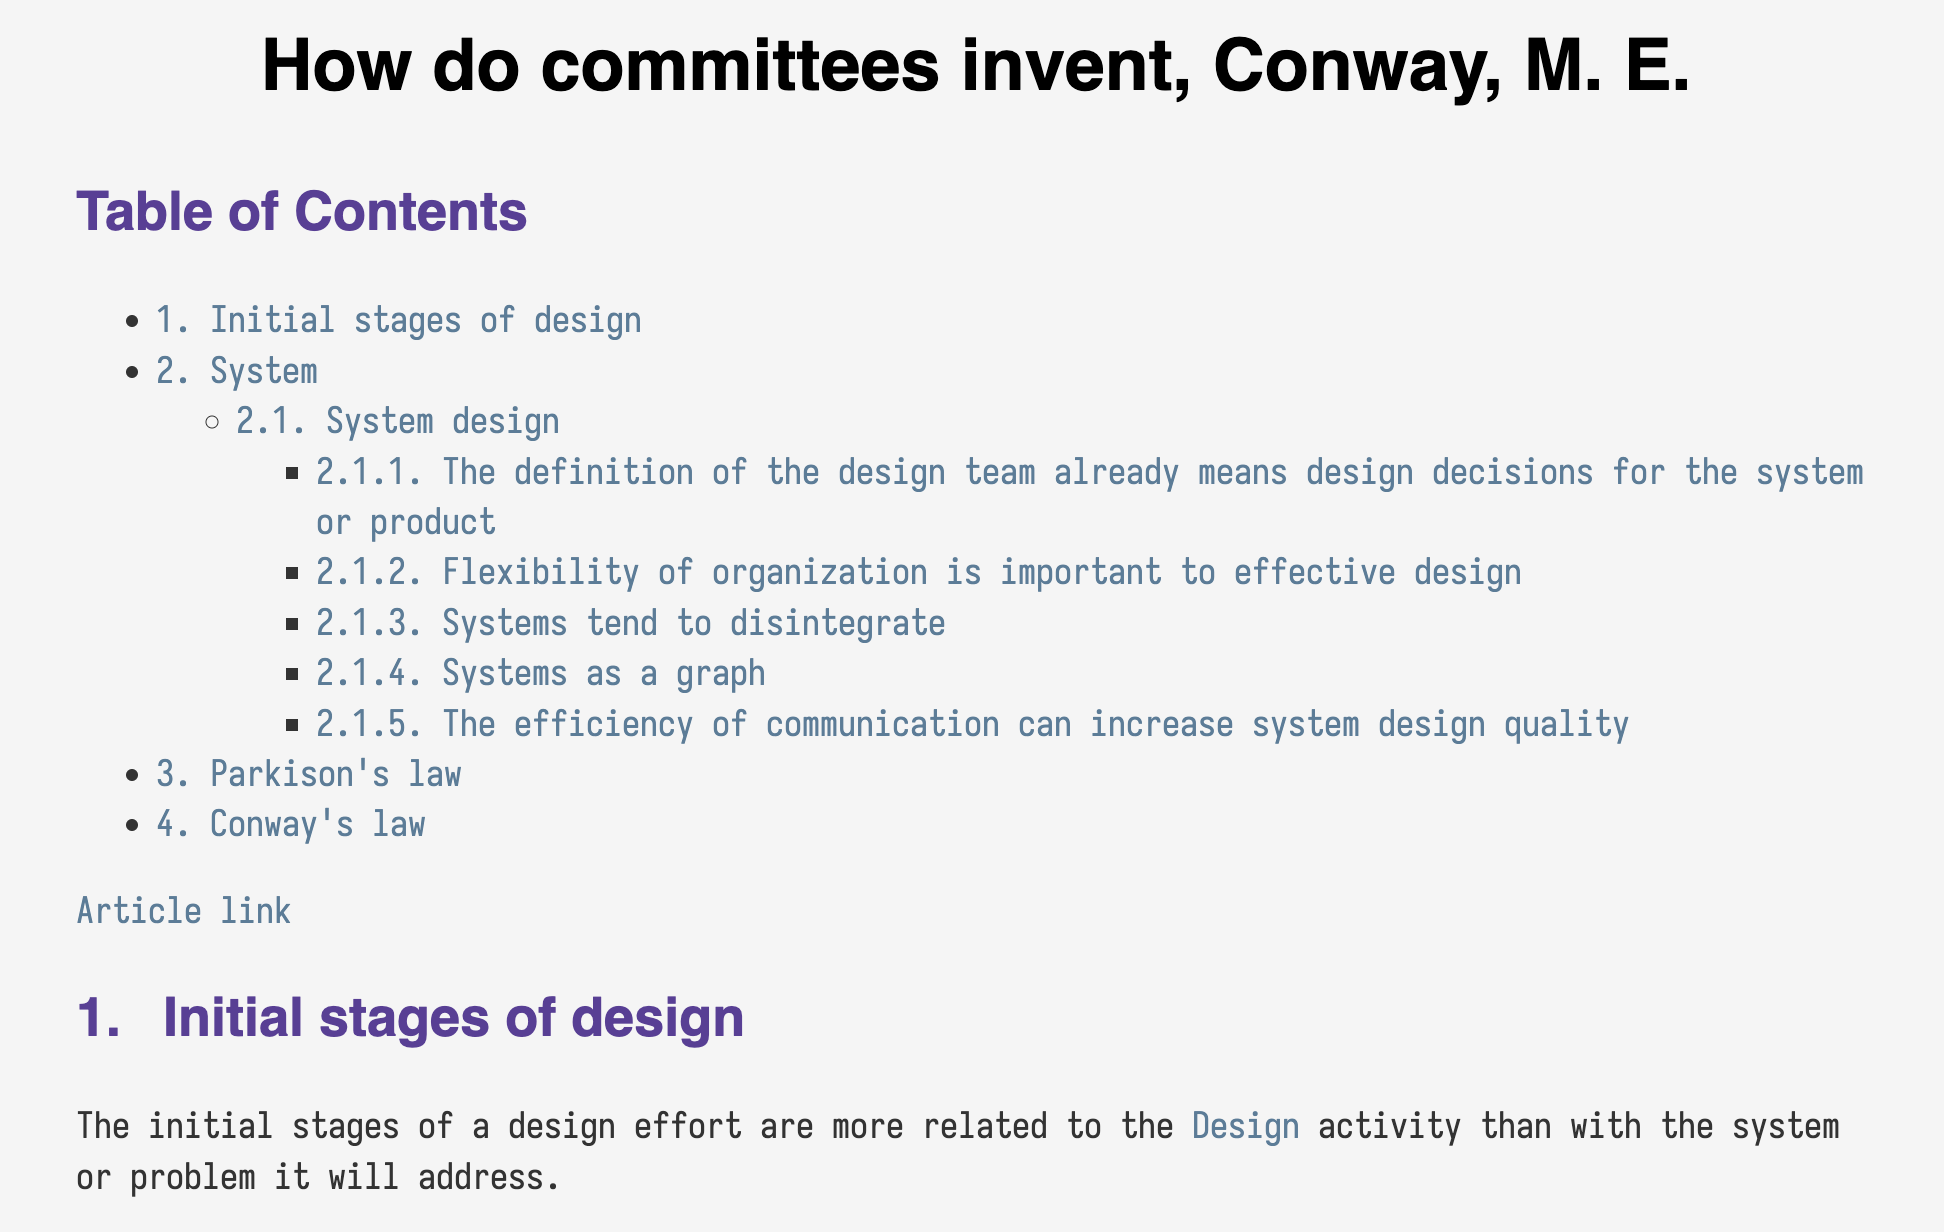 How do committees invent, Conway, M. E.
Table of Contents
1. Initial stages of design
2. System
2.1. System design
2.1.1. The definition of the design team already means design decisions for the system
or product
2.1.2. Flexibility of organization is important to effective design
2.1.3. Systems tend to disintegrate
2.1.4. Systems as a graph
2.1.5. The efficiency of communication can increase system design quality
3. Parkison's law
4. Conway's law
Article link
1. Initial stages of design
The initial stages of a design effort are more related to the Design activity than with the system
or problem it will address.